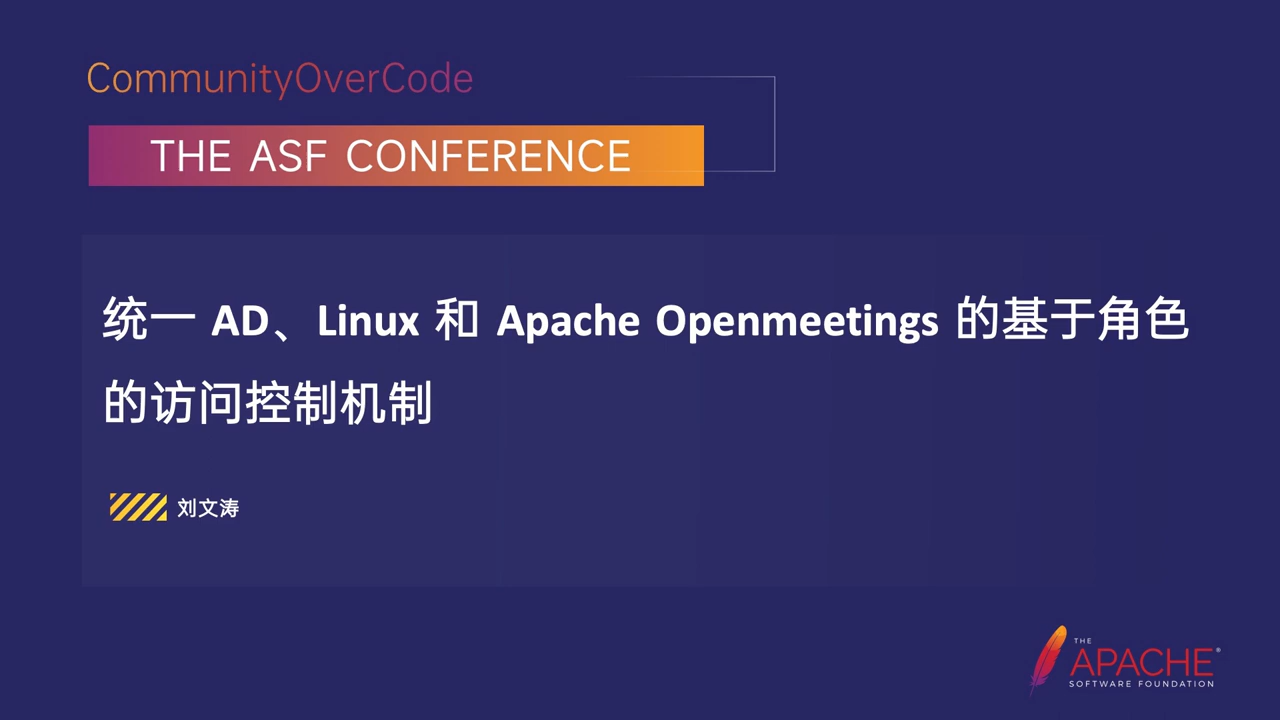 CommunityOverCode
THE ASF CONFERENCE
统一 AD、Linux 和 Apache Openmeetings 的基于角色
的访问控制机制
刘文涛
THE
APACHE®
SOFTWARE FOUNDATION